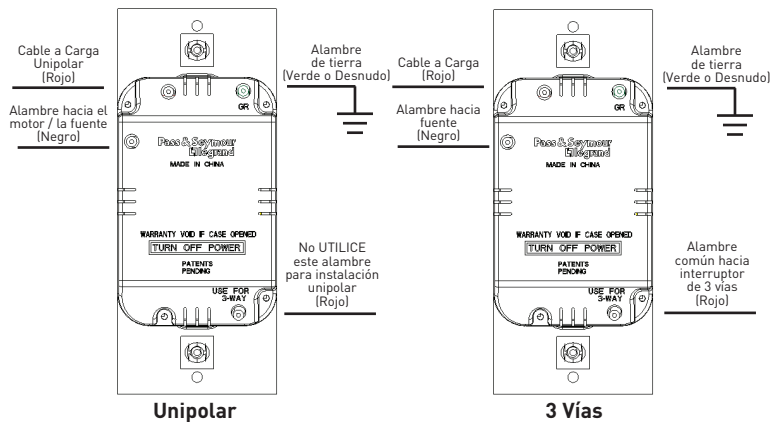 Cable a Carga
Unipolar
(Rojo)
Alambre hacia el
motor / la fuente
(Negro)
Alambre
de tierra
(Verde o Desnudo)
GR
Pass & Seymour
legrand
MADE IN CHINA
WARRANTY VOID IF CASE OPENED
TURN OFF POWER
PATENTS
PENDING
USE FOR
3-WAY
No UTILICE
este alambre
para instalación
unipolar
(Rojo)
Unipolar
Cable a Carga
(Rojo)
Alambre hacia
fuente
(Negro)
Alambre
de tierra
(Verde o Desnudo)
GR
Pass & Seymour
legrand
MADE IN CHINA
WARRANTY VOID IF CASE OPENED
TURN OFF POWER
PATENTS
PENDING
USE FOR
3-WAY
Alambre
común hacia
interruptor
de 3 vías
(Rojo)
3 Vías